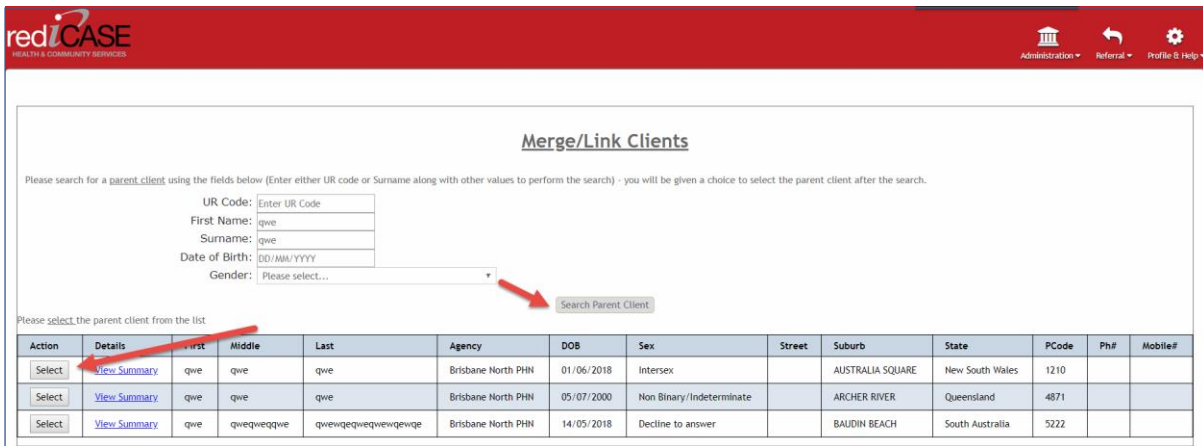 rediCASE
HEALTH & COMMUNITY SERVICES
Administration
Referral
Profile & Help
Merge/Link Clients
Please search for a parent client using the fields below (Enter either UR code or Surname along with other values to perform the search) - you will be given a choice to select the parent client after the search.
UR Code: Enter UR Code
First Name: qwe
Surname: qwe
Date of Birth: DD/MM/YYYY
Gender: Please select...
Search Parent Client
Please select the parent client from the list
Action Details First Middle Last Agency DOB Sex Street Suburb State PCode Ph# Mobile#
Select View Summary qwe qwe qwe Brisbane North PHN 01/06/2018 Intersex AUSTRALIA SQUARE New South Wales 1210
Select View Summary qwe qwe qwe Brisbane North PHN 05/07/2000 Non Binary/Indeterminate ARCHER RIVER Queensland 4871
Select View Summary qwe qweqweqqwe qwewqeqweqwewqewqe Brisbane North PHN 14/05/2018 Decline to answer BAUDIN BEACH South Australia 5222